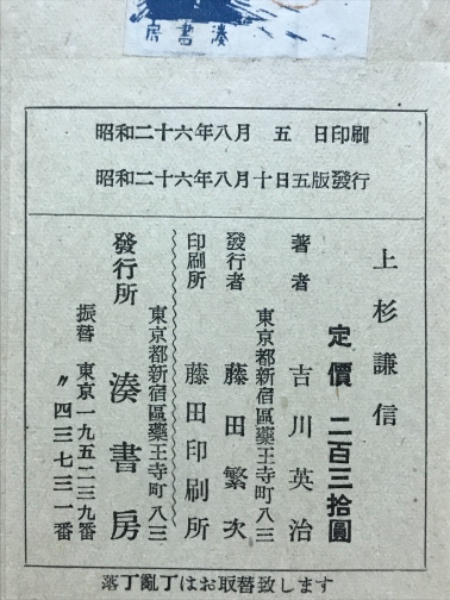 房書湊
昭和二十六年八月 五 日印刷
昭和二十六年八月十日五版發行
上杉謙信
定價 二百三拾圓
著者 吉川英治
東京都新宿區藥王寺町八三
發行者 藤田繁次
印刷所 藤田印刷所
東京都新宿區藥王寺町八三
發行所 湊書房
振替 東京一九五二三九番
〃四三七三一番
落丁亂丁はお取替致します